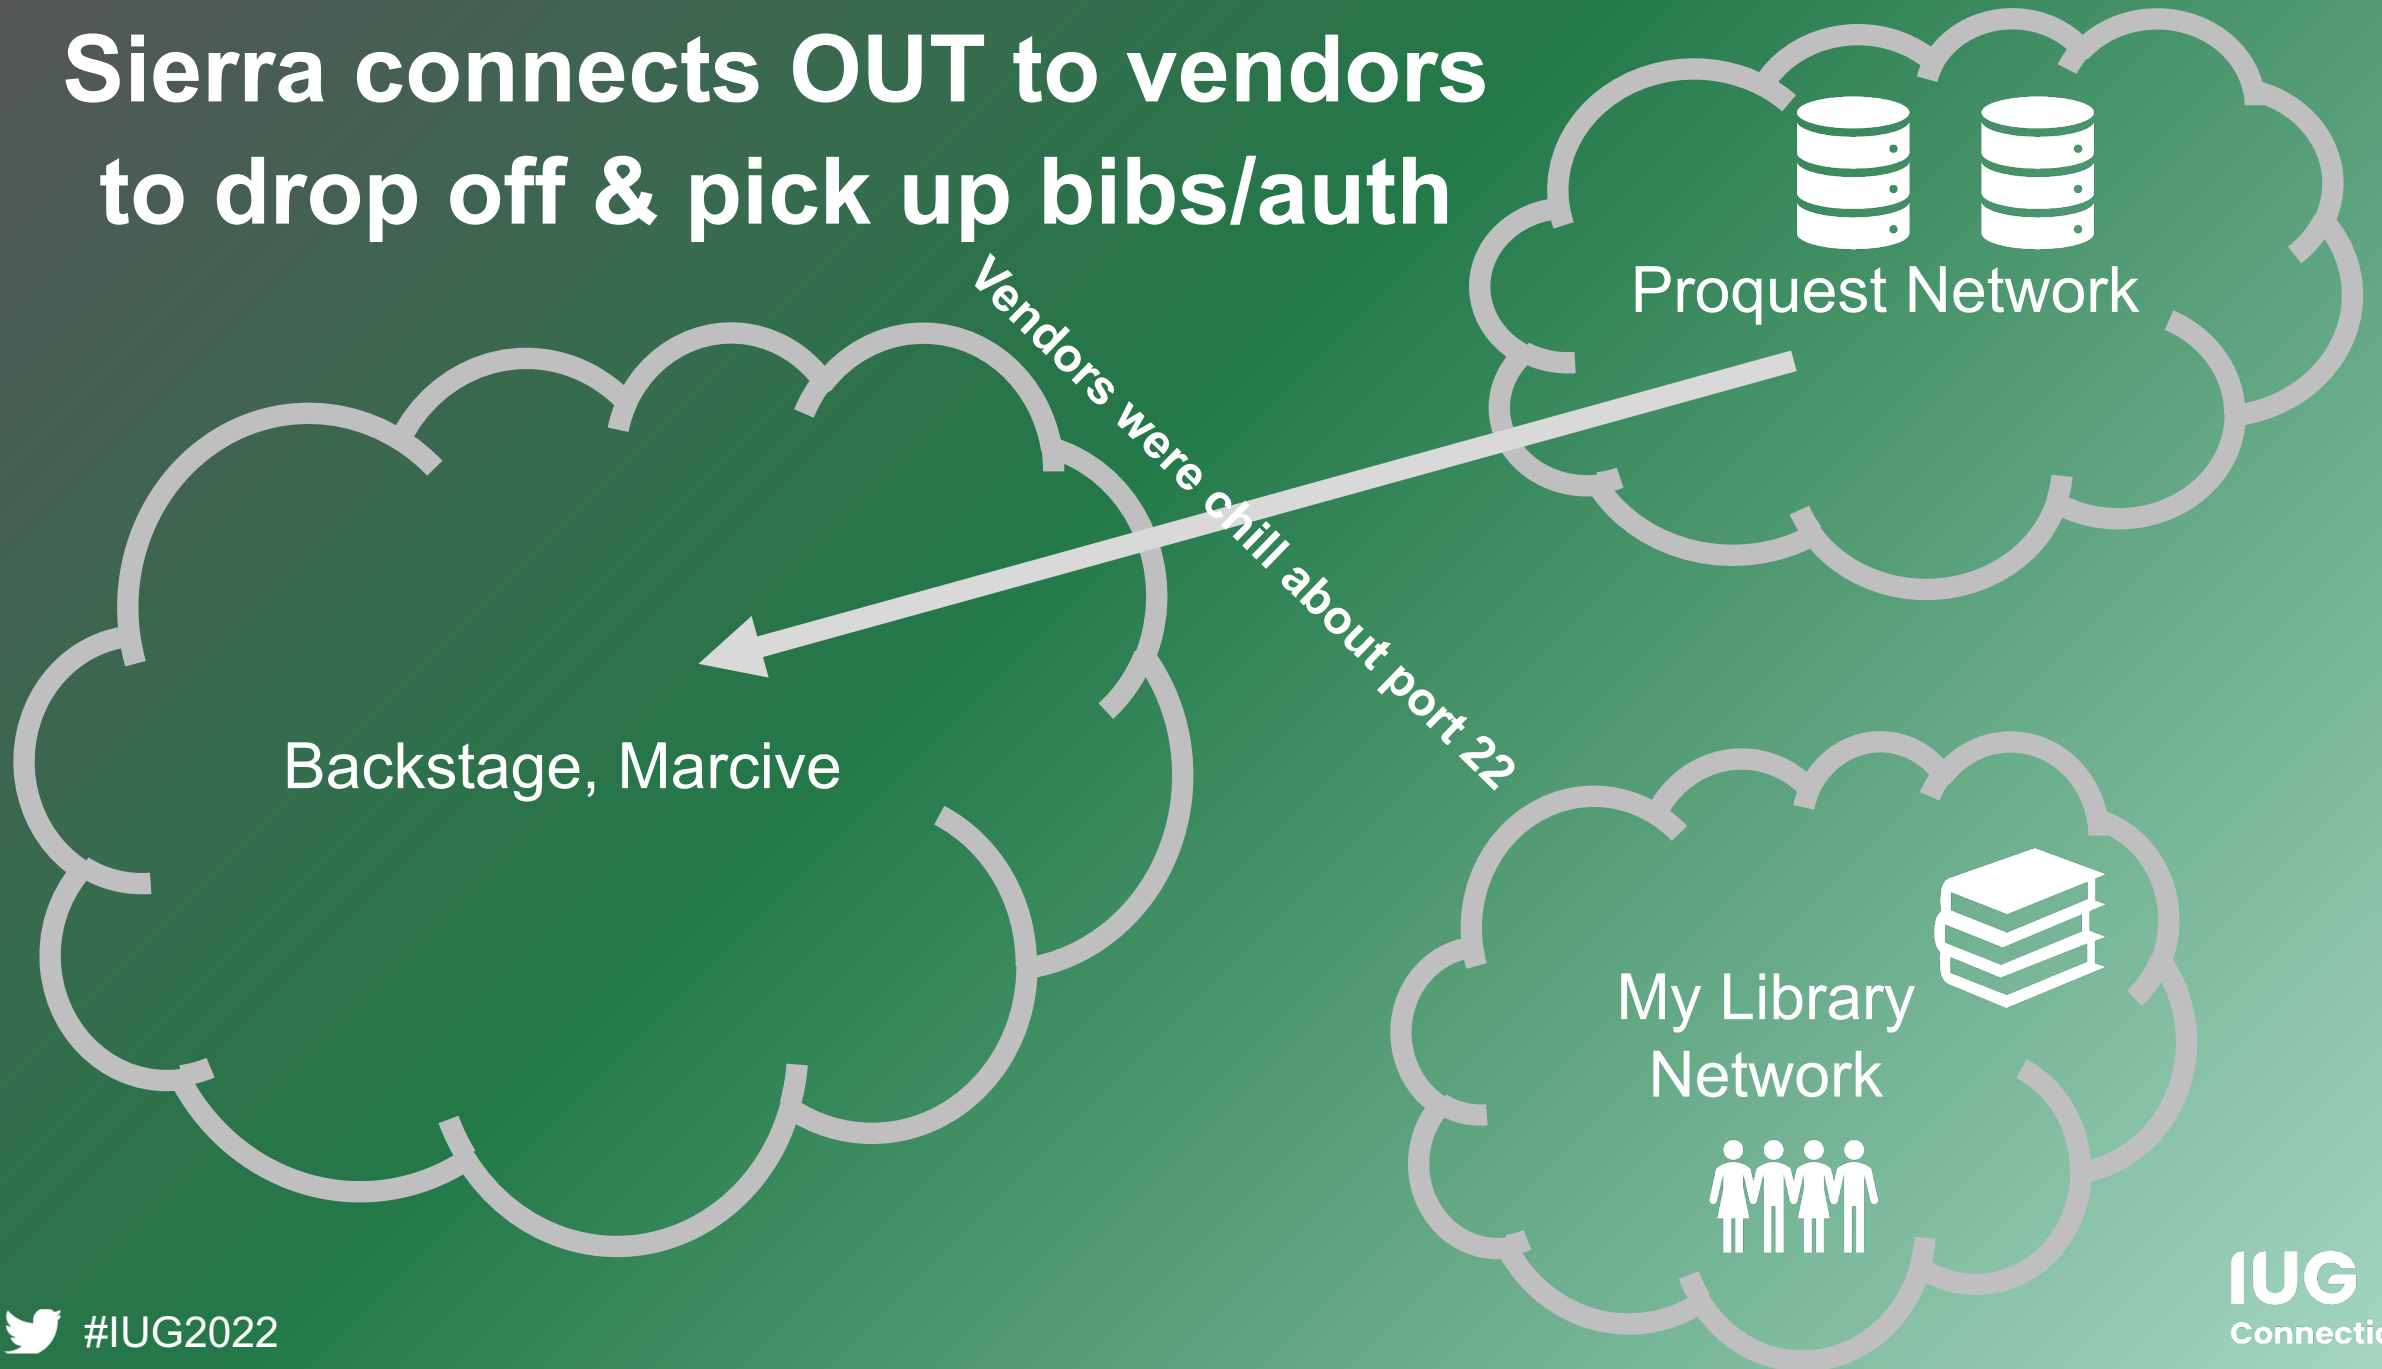 Sierra connects OUT to vendors
to drop off & pick up bibs/auth
Proquest Network
Vendors were chill about port 22
Backstage, Marcive
My Library
Network
#IUG2022
IUG
Connectio